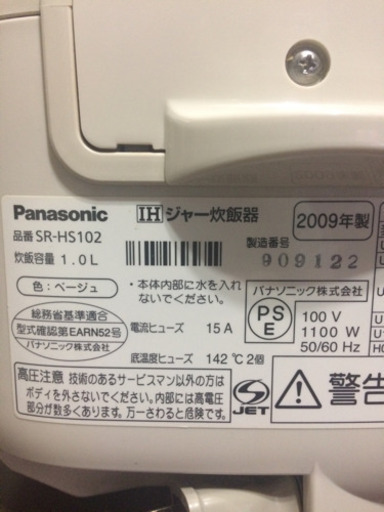 Panasonic
IHジャー炊飯器
2009年製
品番 SR-HS102
炊飯容量 1.0L
製造番号
909122
色:ベージュ
・本体内部に水を入れ
ないでください。
パナソニック株式会社
総務省基準適合
型式確認第EARN52号
パナソニック株式会社
電流ヒューズ 15A
底温度ヒューズ 142℃2個
PS
E
100 V
1100 W
50/60 Hz
高圧注意 技術のあるサービスマン以外の方は
ボディを外さないでください。内部には高電圧
部分が数多くあります。万一さわると危険です。
S
JET
警告